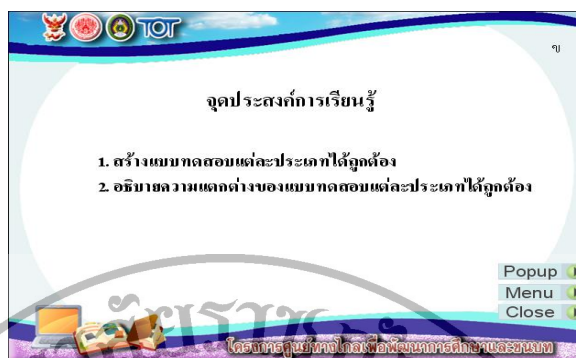 TOT
ข
จุดประสงค์การเรียนรู้
1. สร้างแบบทดสอบแต่ละประเภทได้ถูกต้อง
2. อธิบายความแตกต่างของแบบทดสอบแต่ละประเภทได้ถูกต้อง
Popup
Menu
Close
โครงการศูนย์ทางไกลเพื่อพัฒนาการศึกษาและชนบท